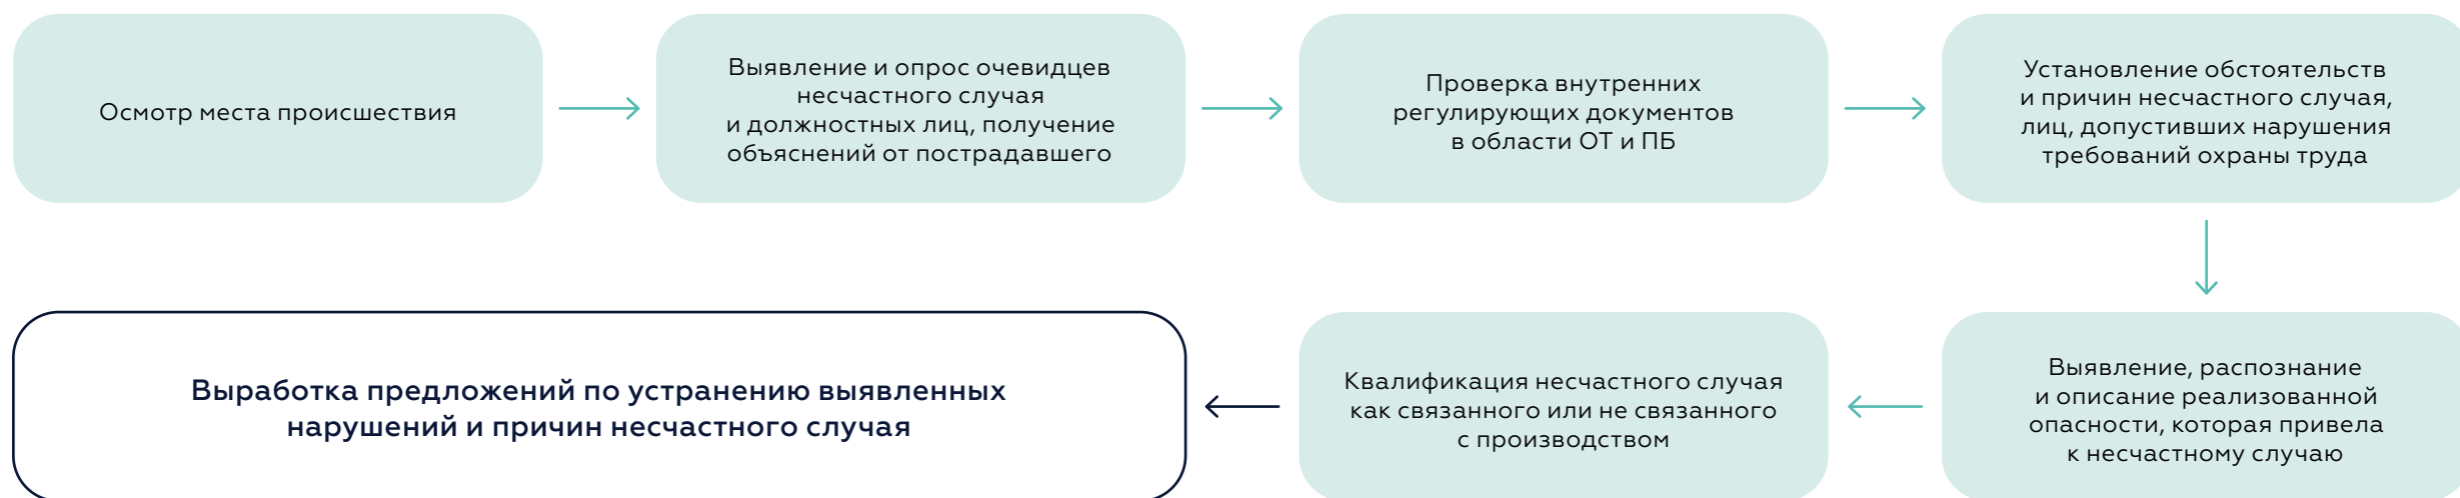 Осмотр места происшествия
Выявление и опрос очевидцев
несчастного случая
и должностных лиц, получение
объяснений от пострадавшего
Проверка внутренних
регулирующих документов
в области ОТ и ПБ
Установление обстоятельств
и причин несчастного случая,
лиц, допустивших нарушения
требований охраны труда
Выявление, распознание
и описание реализованной
опасности, которая привела
к несчастному случаю
Квалификация несчастного случая
как связанного или не связанного
с производством
Выработка предложений по устранению выявленных
нарушений и причин несчастного случая